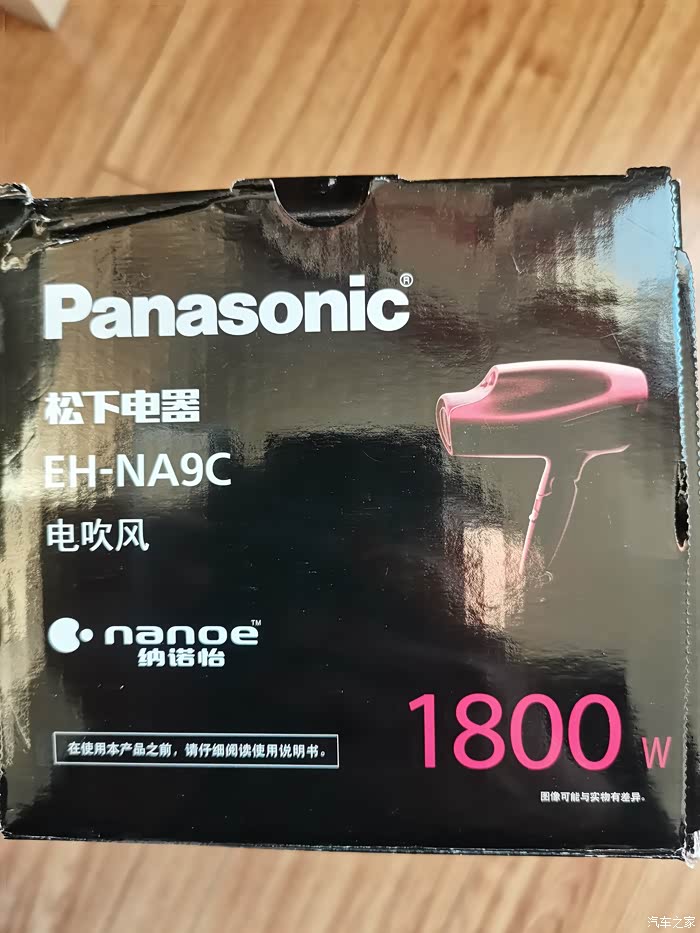 Panasonic®
松下电器
EH-NA9C
电吹风
nanoe™
纳诺怡
1800 W
在使用本产品之前，请仔细阅读使用说明书。
图像可能与实物有差异。
汽车之家